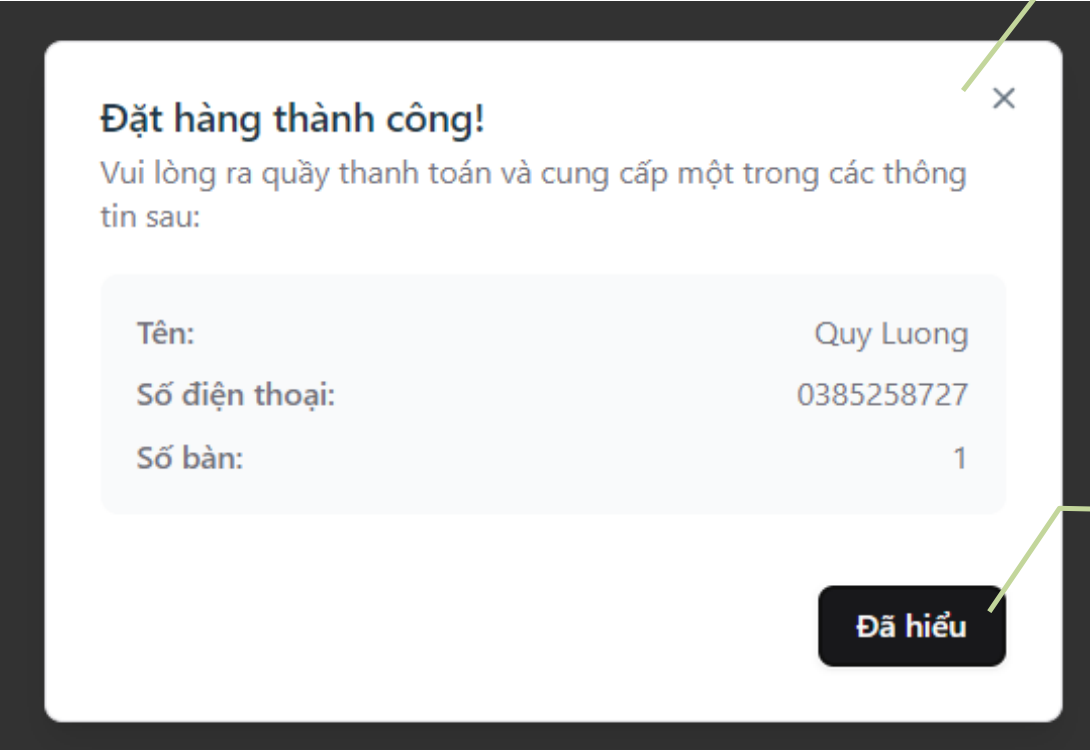 Đặt hàng thành công!
Vui lòng ra quầy thanh toán và cung cấp một trong các thông
tin sau:
Tên: Quy Luong
Số điện thoại: 0385258727
Số bàn: 1
Đã hiểu